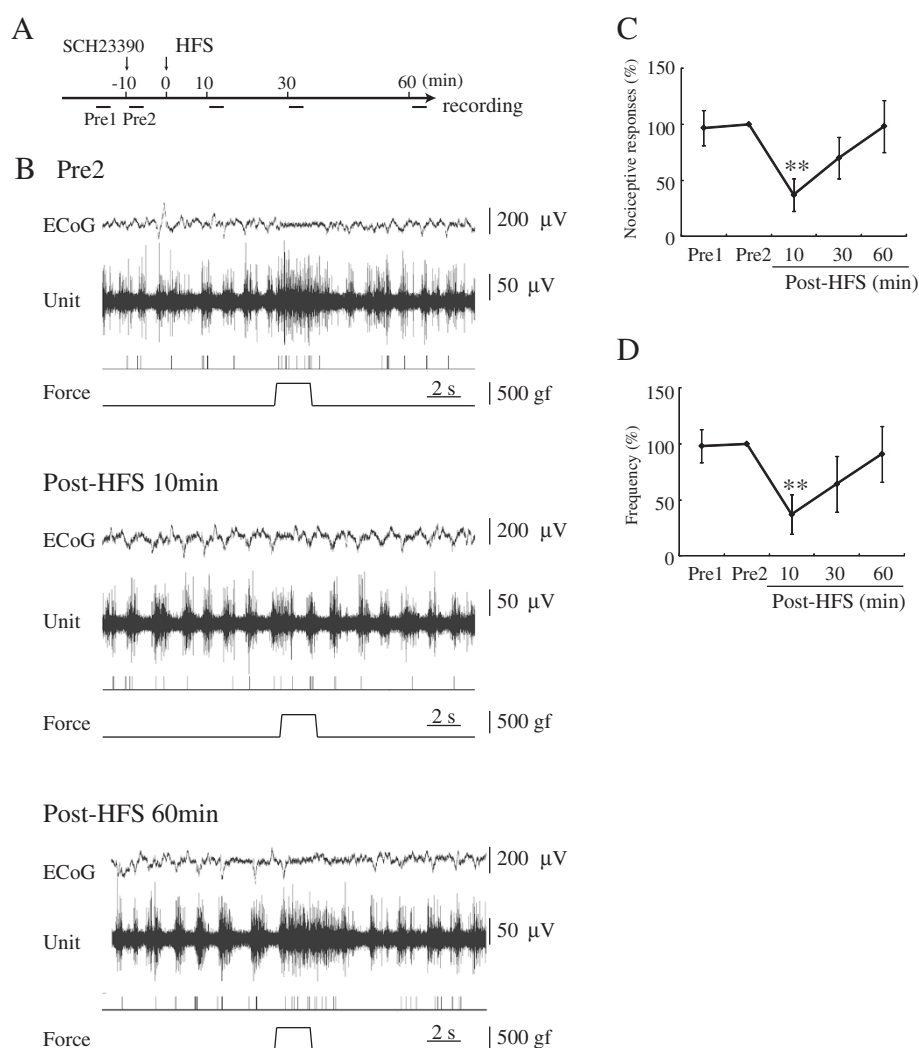 A
SCH23390 HFS
-10 0 10 30 60 (min)
recording
Pre1 Pre2
B Pre2
ECoG 200 μV
Unit 50 μV
Force 2 s 500 gf
Post-HFS 10min
ECoG 200 μV
Unit 50 μV
Force 2 s 500 gf
Post-HFS 60min
ECoG 200 μV
Unit 50 μV
Force 2 s 500 gf
C
Nociceptive responses (%)
150
100
50
0
**
Pre1 Pre2 10 30 60
Post-HFS (min)
D
Frequency (%)
150
100
50
0
**
Pre1 Pre2 10 30 60
Post-HFS (min)